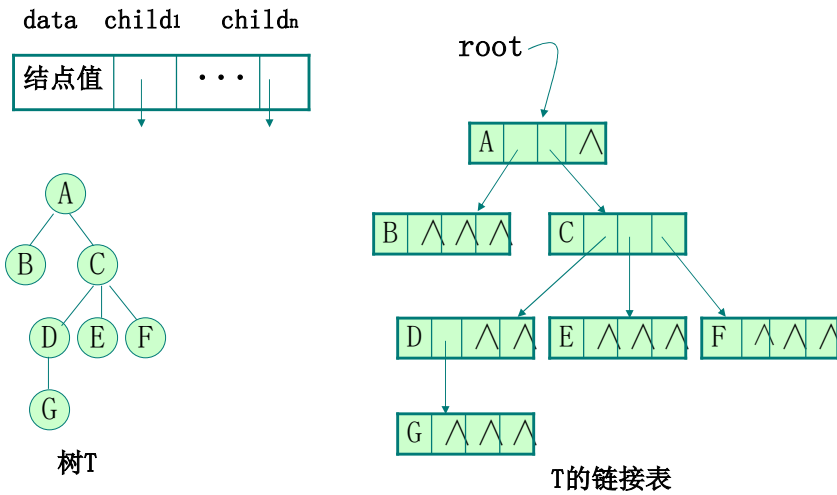 data child1 childn
结点值 ···
root
A ∧
B ∧ ∧ ∧ C
D ∧ ∧ E ∧ ∧ ∧ F ∧ ∧ ∧
G ∧ ∧ ∧
T的链接表
A
B C
D E F
G
树T